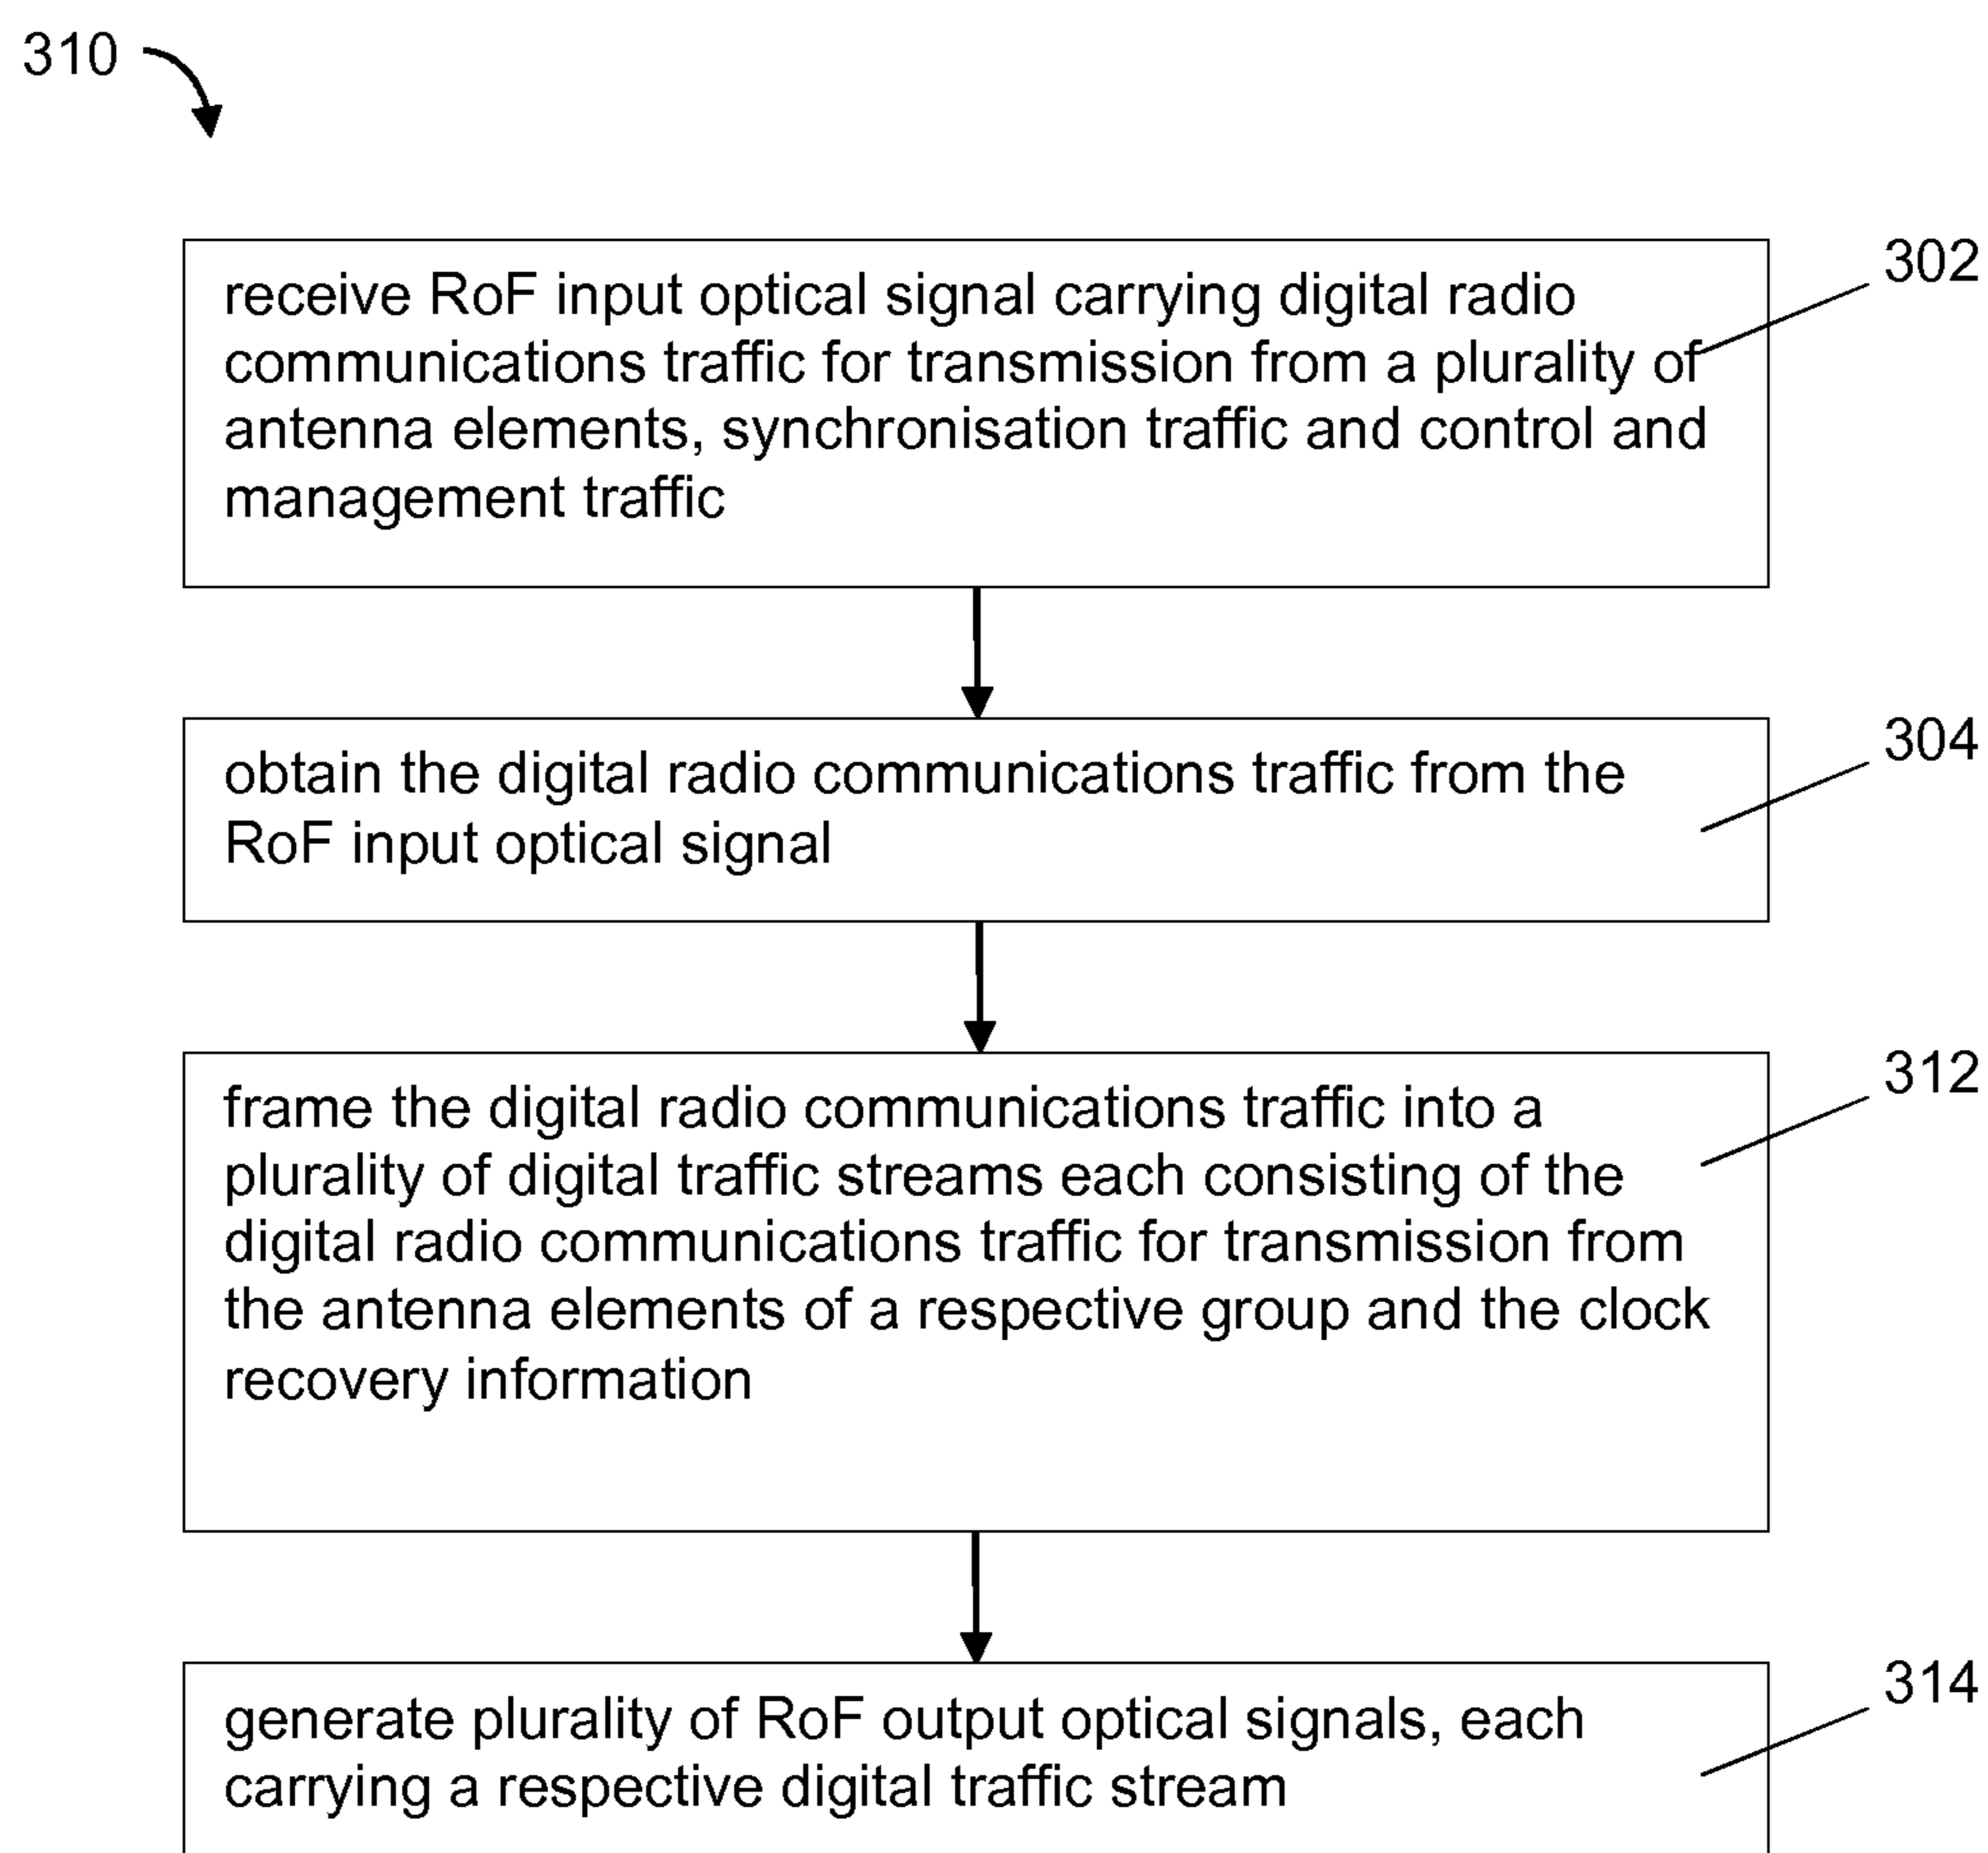 310
302
receive RoF input optical signal carrying digital radio
communications traffic for transmission from a plurality of
antenna elements, synchronisation traffic and control and
management traffic
304
obtain the digital radio communications traffic from the
RoF input optical signal
312
frame the digital radio communications traffic into a
plurality of digital traffic streams each consisting of the
digital radio communications traffic for transmission from
the antenna elements of a respective group and the clock
recovery information
314
generate plurality of RoF output optical signals, each
carrying a respective digital traffic stream